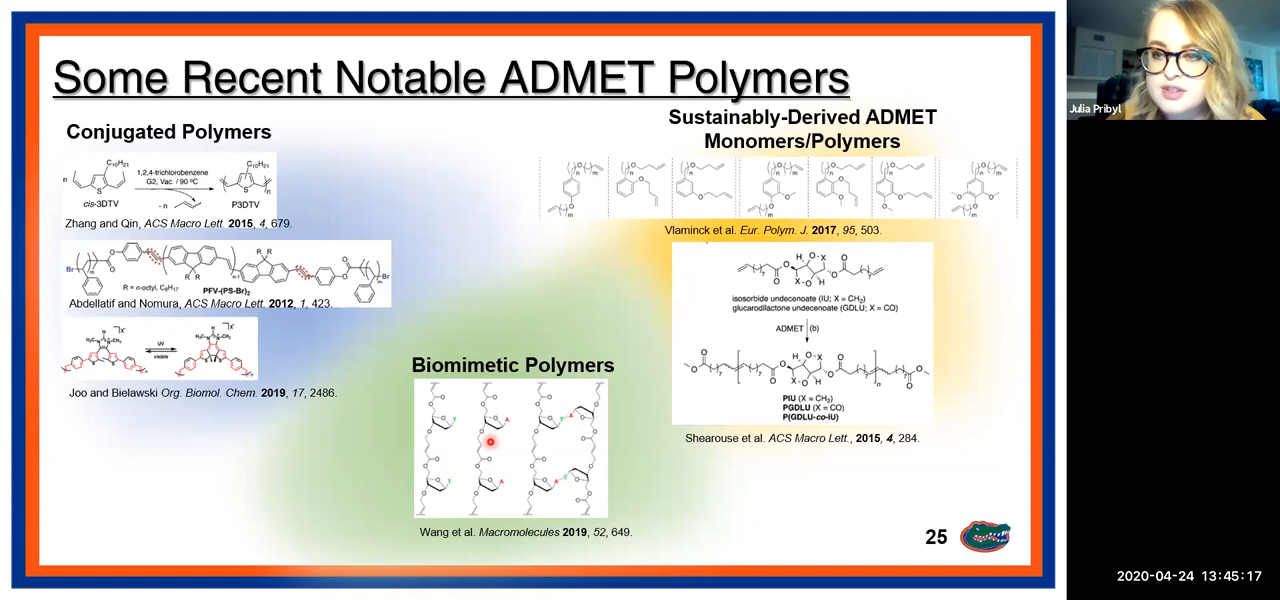 Some Recent Notable ADMET Polymers
Julia Pribyl
Conjugated Polymers
C10H21
C10H21
n
1,2,4-trichlorobenzene
G2, Vac. / 90 ºC
- n
cis-3DTV
P3DTV
Zhang and Qin, ACS Macro Lett. 2015, 4, 679.
R = n-octyl, C8H17
PFV-(PS-Br)2
Abdellatif and Nomura, ACS Macro Lett. 2012, 1, 423.
UV
visible
Joo and Bielawski Org. Biomol. Chem. 2019, 17, 2486.
Biomimetic Polymers
Wang et al. Macromolecules 2019, 52, 649.
Sustainably-Derived ADMET
Monomers/Polymers
Vlaminck et al. Eur. Polym. J. 2017, 95, 503.
isosorbide undecenoate (IU; X = CH2)
glucarodilactone undecenoate (GDLU; X = CO)
ADMET (b)
PIU (X = CH2)
PGDLU (X = CO)
P(GDLU-co-IU)
Shearouse et al. ACS Macro Lett., 2015, 4, 284.
25
2020-04-24 13:45:17